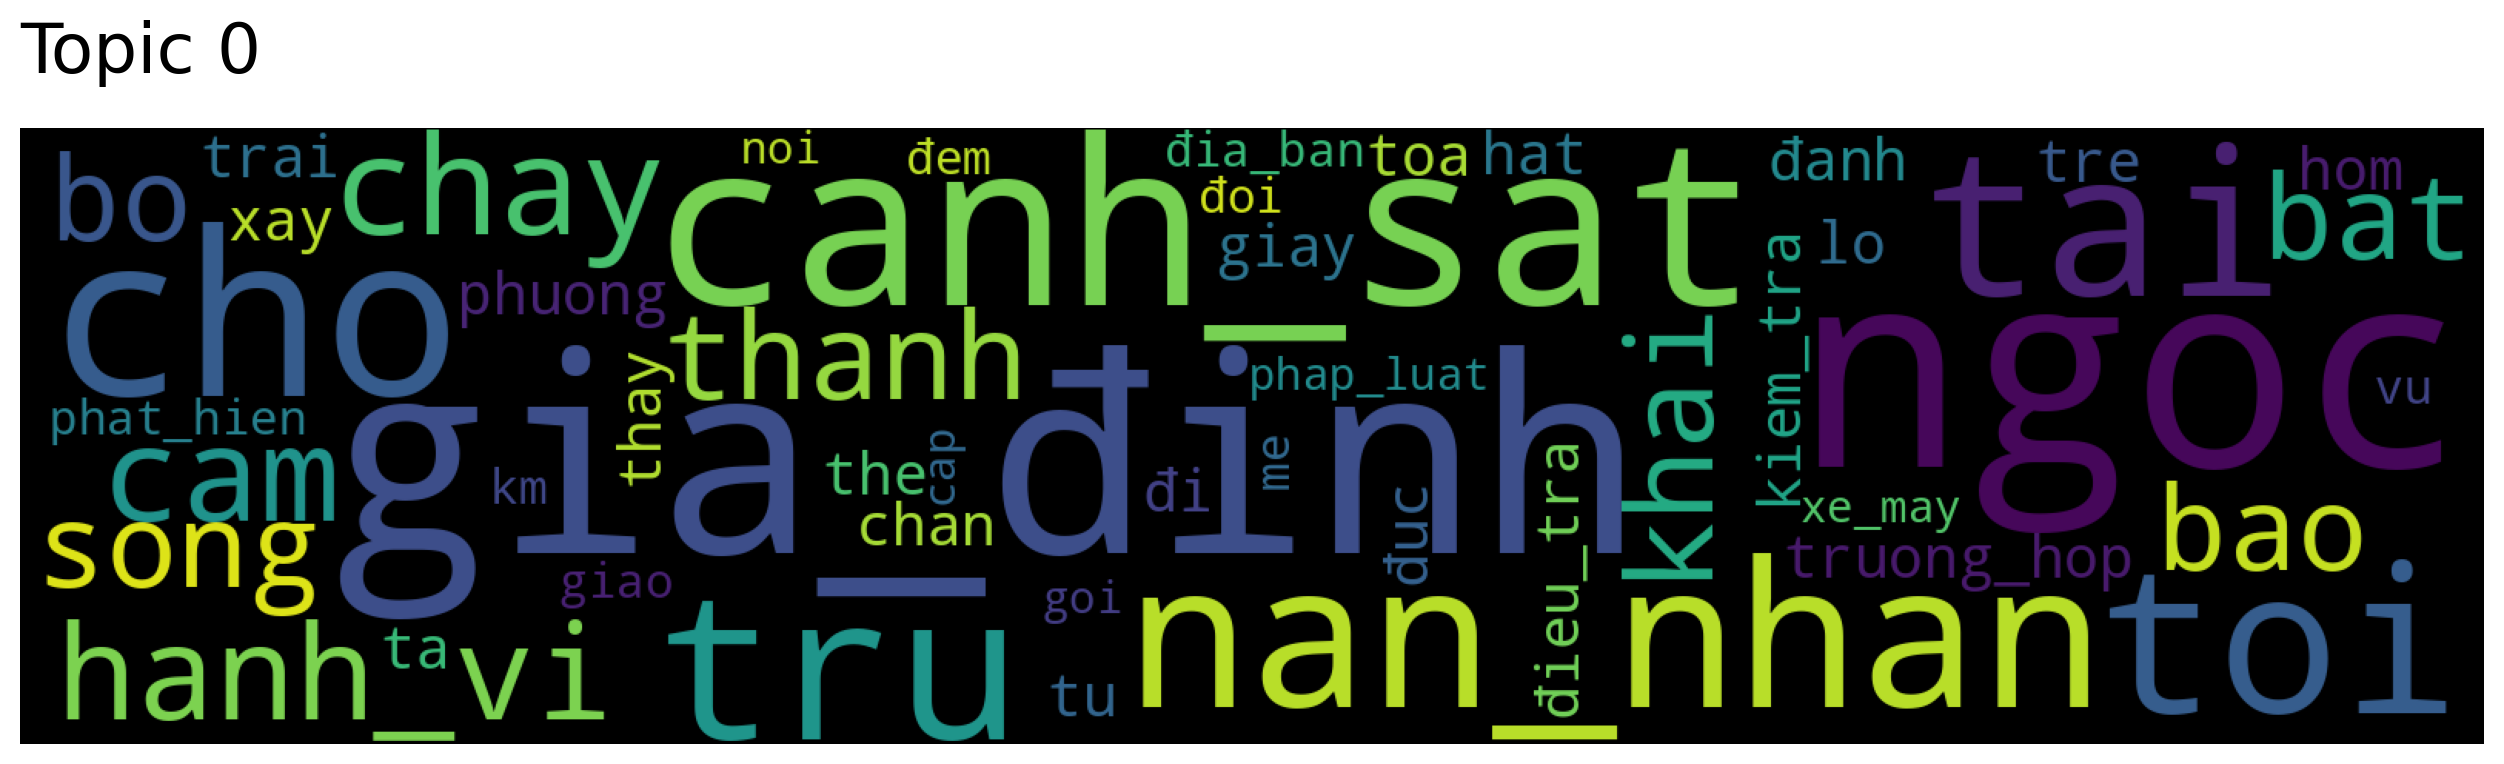 Topic 0
trai
noi
đem
đia_ban
toa
hat
đanh
tre
hom
bo
chay
canh_sat
đoi
tai
bat
xay
giay
lo
cho
phuong
thanh
phap_luat
khai
kiem_tra
ngoc
vu
phat_hien
thay
gia_đinh
cam
km
the
cap
đi
me
đuc
xe_may
song
chan
truong_hop
bao
giao
goi
đieu_tra
hanh_vi
ta
tru
tu
nan_nhan
toi